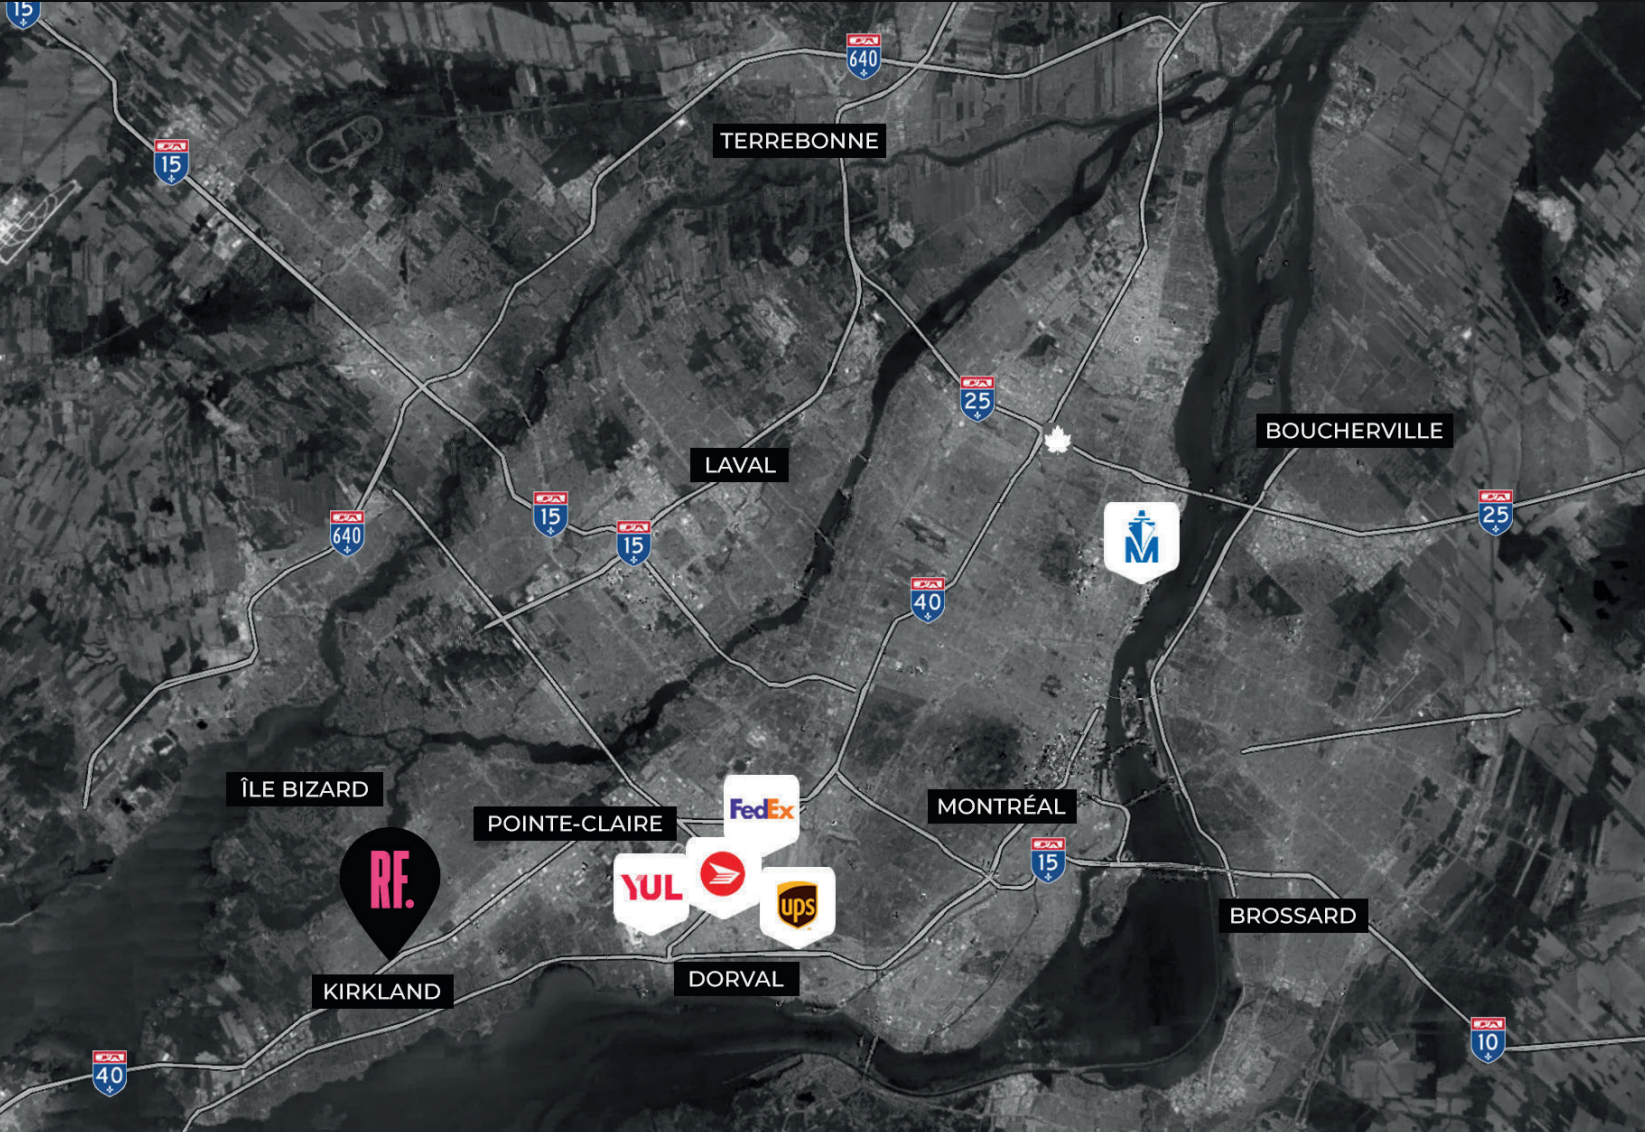 15
640
15
TERREBONNE
25
BOUCHERVILLE
LAVAL
15
25
640
15
M
40
ÎLE BIZARD
FedEx
MONTRÉAL
POINTE-CLAIRE
15
RF.
YUL
ups
BROSSARD
DORVAL
KIRKLAND
10
40